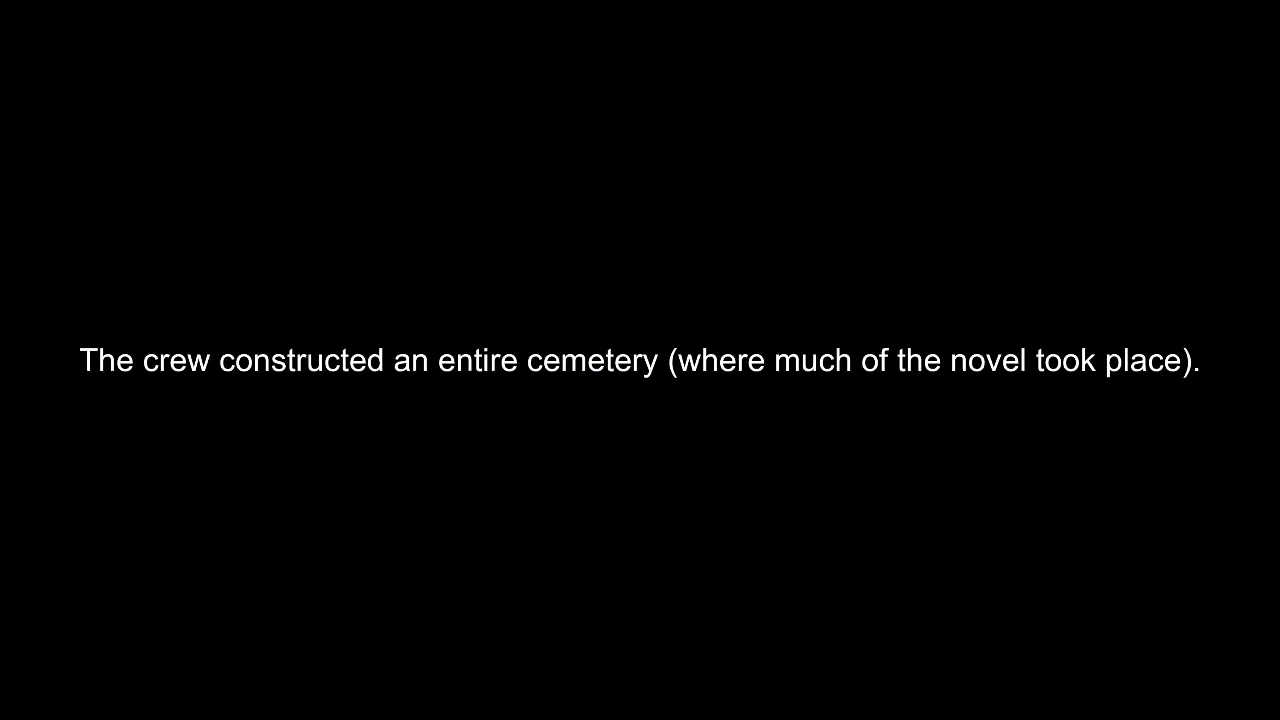 The crew constructed an entire cemetery (where much of the novel took place).